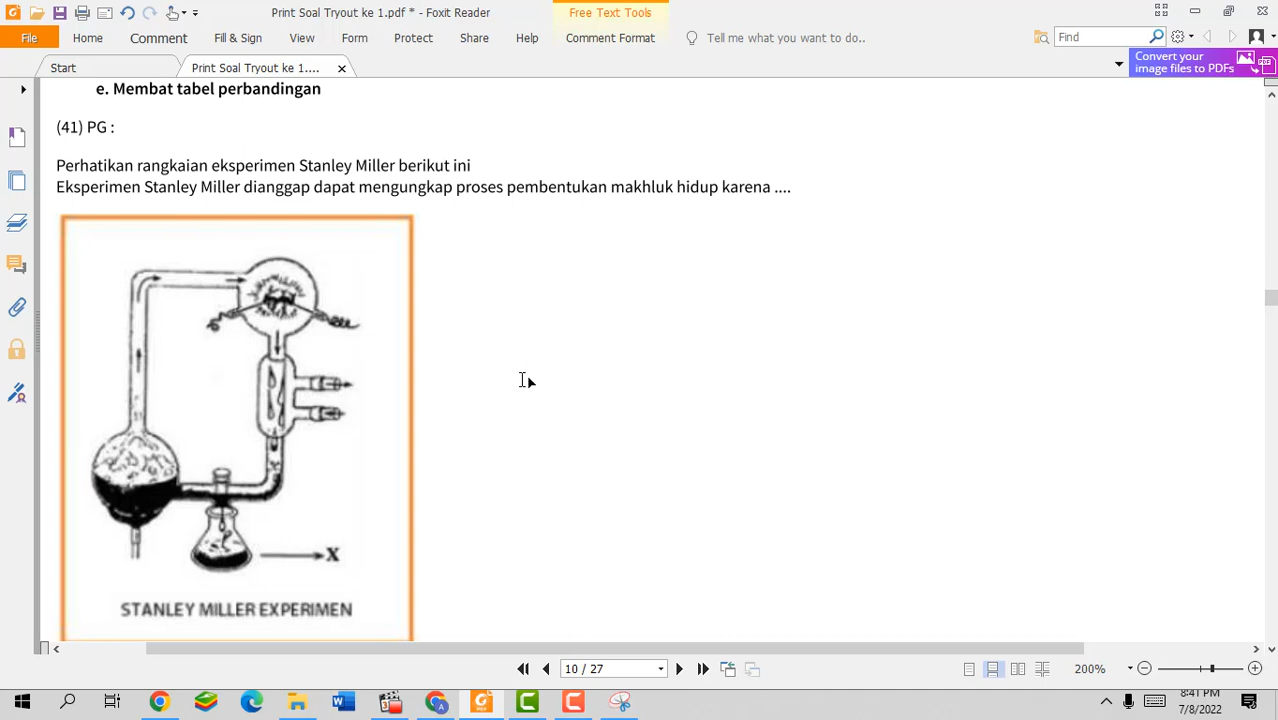 Print Soal Tryout ke 1.pdf * - Foxit Reader
Free Text Tools
File
Home
Comment
Fill & Sign
View
Form
Protect
Share
Help
Comment Format
Tell me what you want to do..
Find
Start
Print Soal Tryout ke 1....
Convert your
image files to PDFs
e. Membat tabel perbandingan
(41) PG :
Perhatikan rangkaian eksperimen Stanley Miller berikut ini
Eksperimen Stanley Miller dianggap dapat mengungkap proses pembentukan makhluk hidup karena ....
X
STANLEY MILLER EXPERIMEN
10 / 27
200%
8:41 PM
7/8/2022